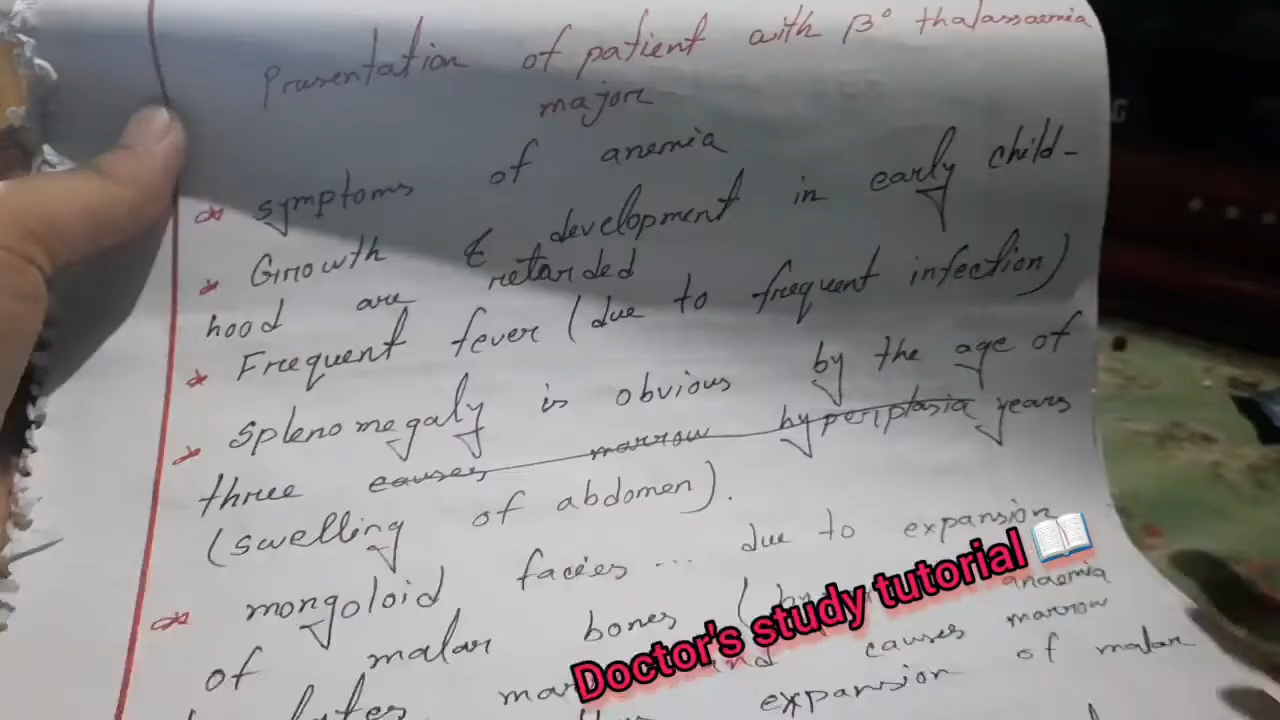 Presentation of patient with β° thalassaemia
major
* symptoms of anemia
* Growth & development in early child-
hood are retarded
* Frequent fever (due to frequent infection)
* Splenomegaly is obvious by the age of
three causes marrow hyperplasia years
(swelling of abdomen).
* mongoloid facies ... due to expansion
of malar bones ( anaemia
causes marrow
expansion of malar
Doctor's study tutorial 📖
G